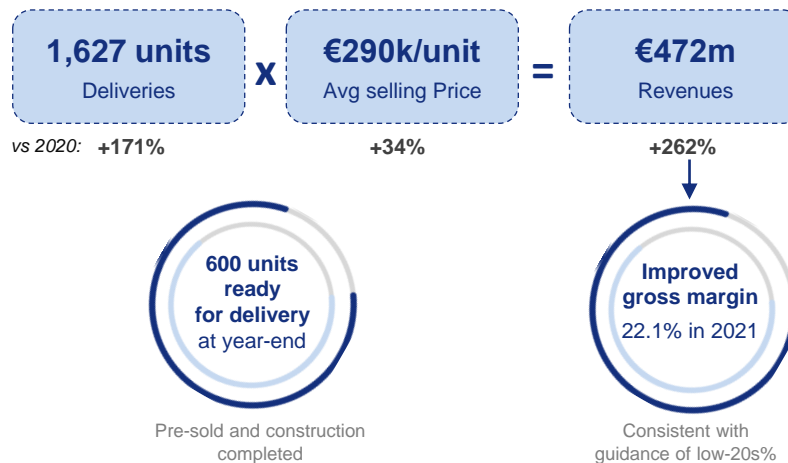 1,627 units
Deliveries
x
€290k/unit
Avg selling Price
=
€472m
Revenues
vs 2020: +171%
+34%
+262%
600 units
ready
for delivery
at year-end
Pre-sold and construction
completed
Improved
gross margin
22.1% in 2021
Consistent with
guidance of low-20s%